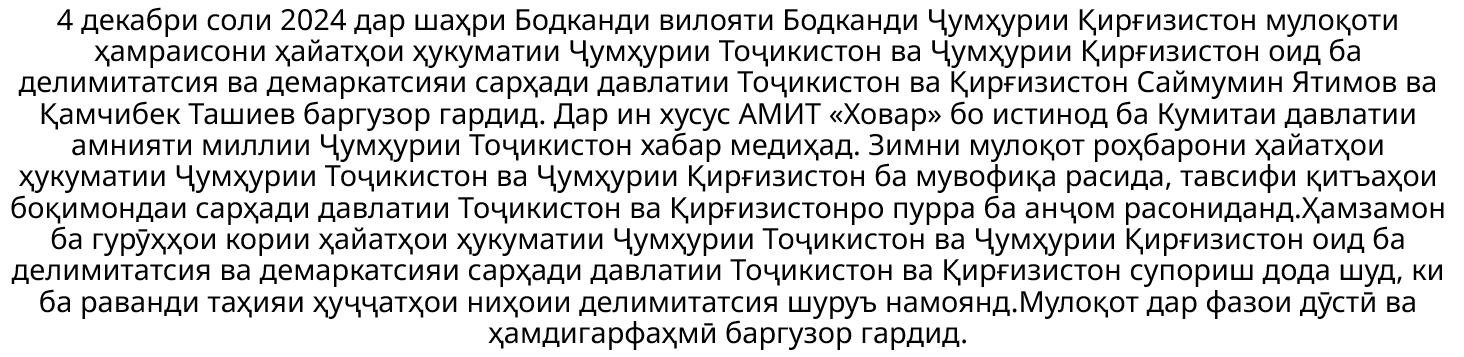 4 декабри соли 2024 дар шаҳри Бодканди вилояти Бодканди Ҷумҳурии Қирғизистон мулоқоти
ҳамраисони ҳайатҳои ҳукуматии Ҷумҳурии Тоҷикистон ва Ҷумҳурии Қирғизистон оид ба
делимитатсия ва демаркатсияи сарҳади давлатии Тоҷикистон ва Қирғизистон Саймумин Ятимов ва
Қамчибек Ташиев баргузор гардид. Дар ин хусус АМИТ «Ховар» бо истинод ба Кумитаи давлатии
амнияти миллии Ҷумҳурии Тоҷикистон хабар медиҳад. Зимни мулоқот роҳбарони ҳайатҳои
ҳукуматии Ҷумҳурии Тоҷикистон ва Ҷумҳурии Қирғизистон ба мувофиқа расида, тавсифи қитъаҳои
боқимондаи сарҳади давлатии Тоҷикистон ва Қирғизистонро пурра ба анҷом расониданд.Ҳамзамон
ба гурӯҳҳои кории ҳайатҳои ҳукуматии Ҷумҳурии Тоҷикистон ва Ҷумҳурии Қирғизистон оид ба
делимитатсия ва демаркатсияи сарҳади давлатии Тоҷикистон ва Қирғизистон супориш дода шуд, ки
ба раванди таҳияи ҳуҷҷатҳои ниҳоии делимитатсия шуруъ намоянд.Мулоқот дар фазои дӯстӣ ва
ҳамдигарфаҳмӣ баргузор гардид.